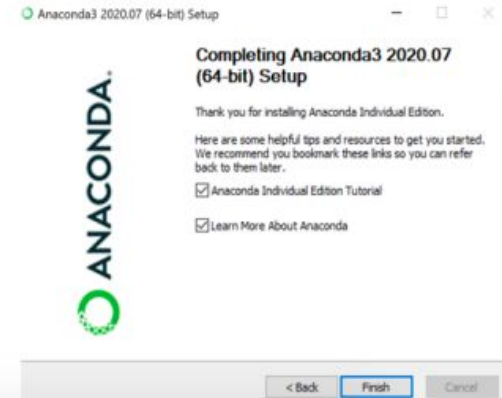 Anaconda3 2020.07 (64-bit) Setup
Completing Anaconda3 2020.07
(64-bit) Setup
Thank you for installing Anaconda Individual Edition.
Here are some helpful tips and resources to get you started.
We recommend you bookmark these links so you can refer
back to them later.
Anaconda Individual Edition Tutorial
Learn More About Anaconda
ANACONDA.
< Back
Finish
Cancel